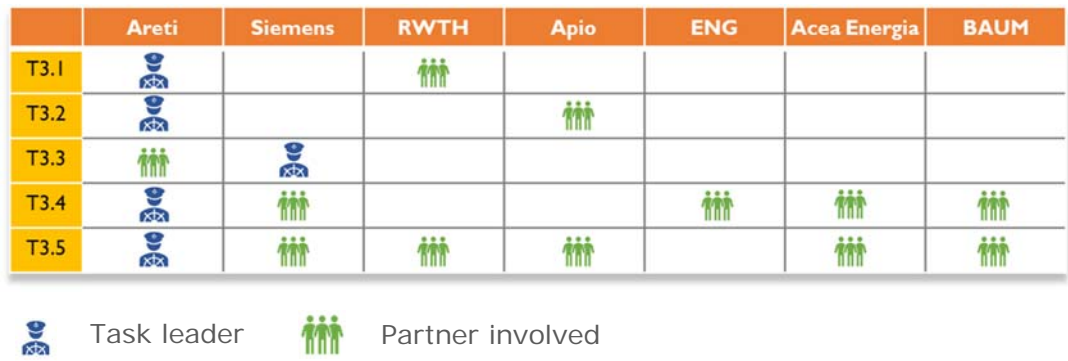 Areti Siemens RWTH Apio ENG Acea Energia BAUM
T3.1
T3.2
T3.3
T3.4
T3.5
Task leader Partner involved